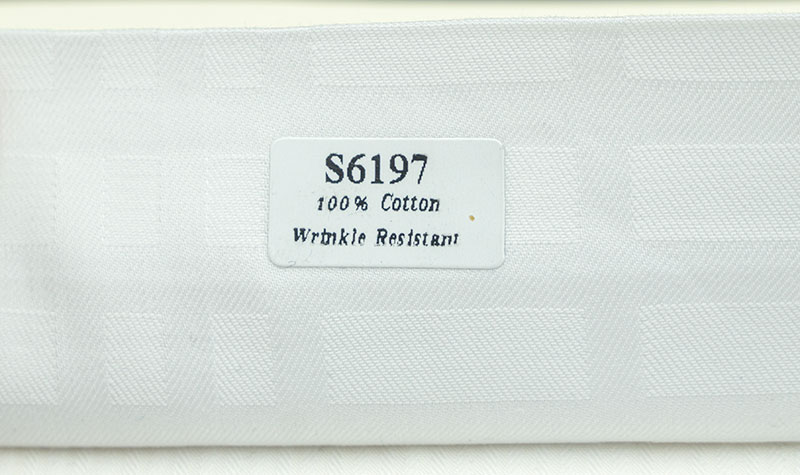 S6197
100% Cotton
Wrinkle Resistant